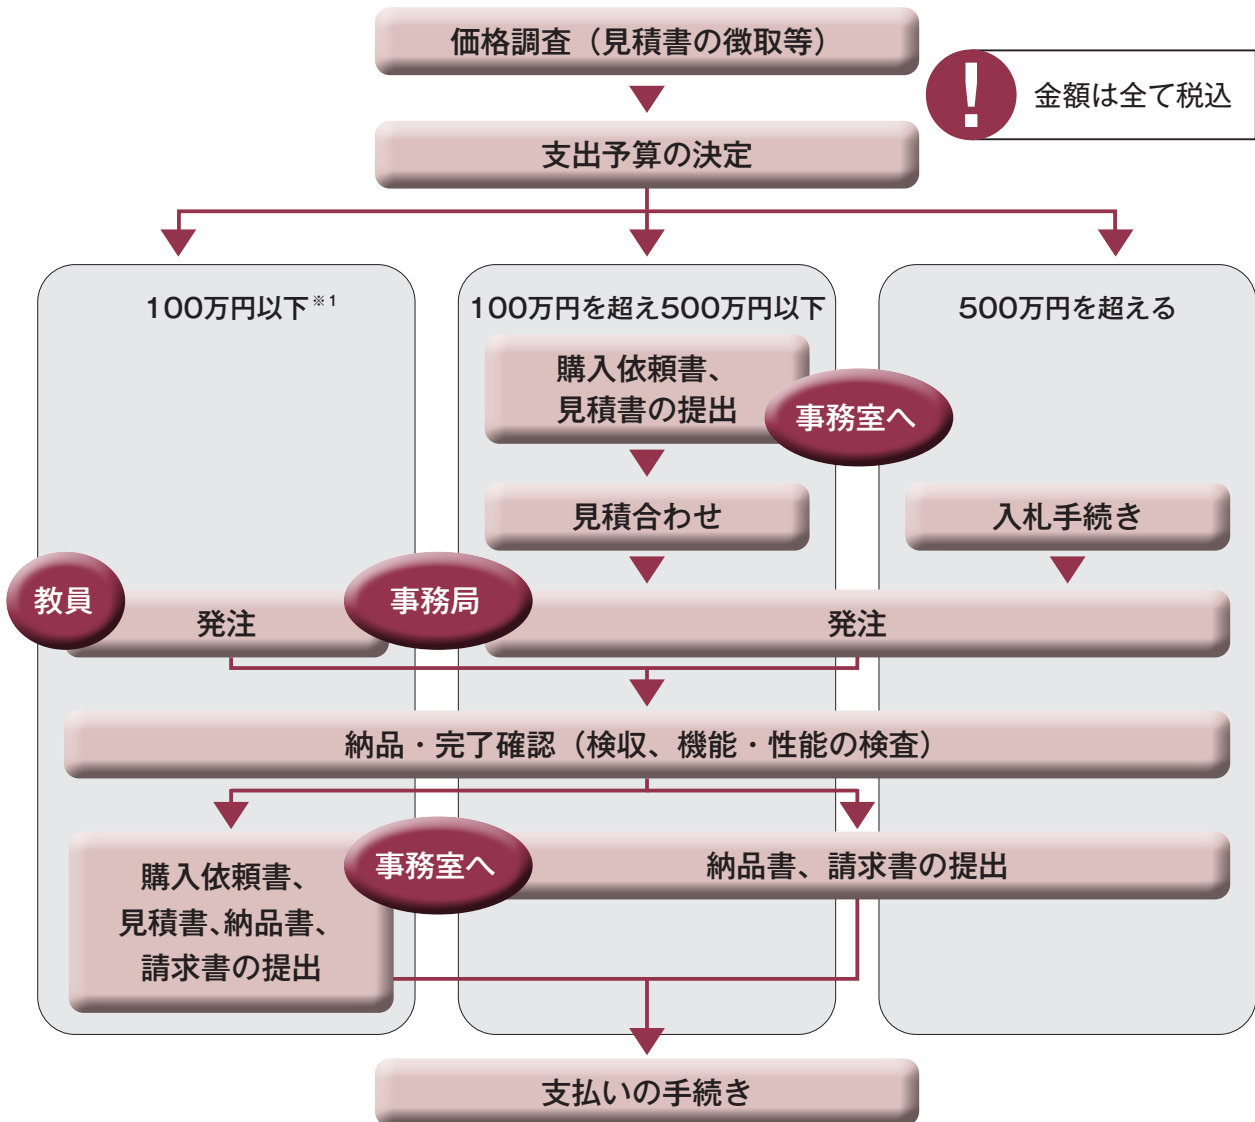 価格調査（見積書の徴取等）
!
金額は全て税込
支出予算の決定
100万円以下※1
100万円を超え500万円以下
500万円を超える
購入依頼書、
見積書の提出
事務室へ
見積合わせ
入札手続き
教員
発注
事務局
発注
納品・完了確認（検収、機能・性能の検査）
購入依頼書、
見積書、納品書、
請求書の提出
事務室へ
納品書、請求書の提出
支払いの手続き